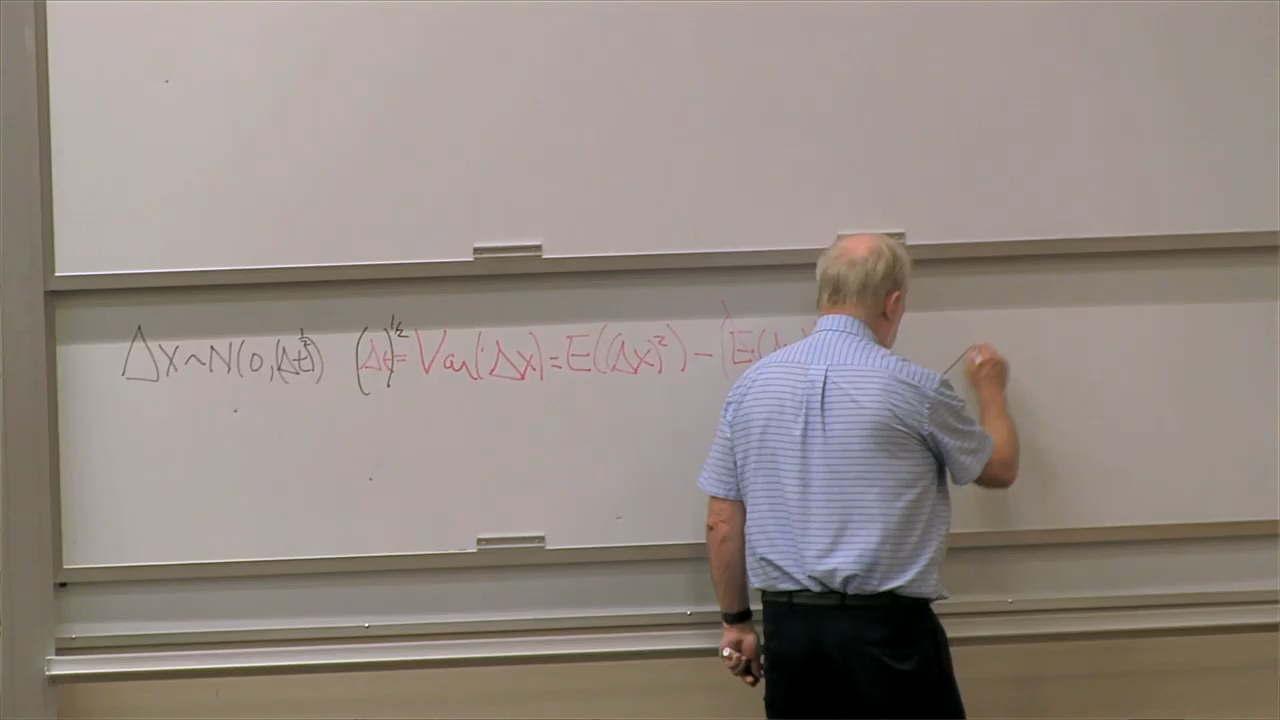 Δx~N(0,(Δt)^½) (Δt)^½ = Var(Δx) = E((Δx)²) − (E(